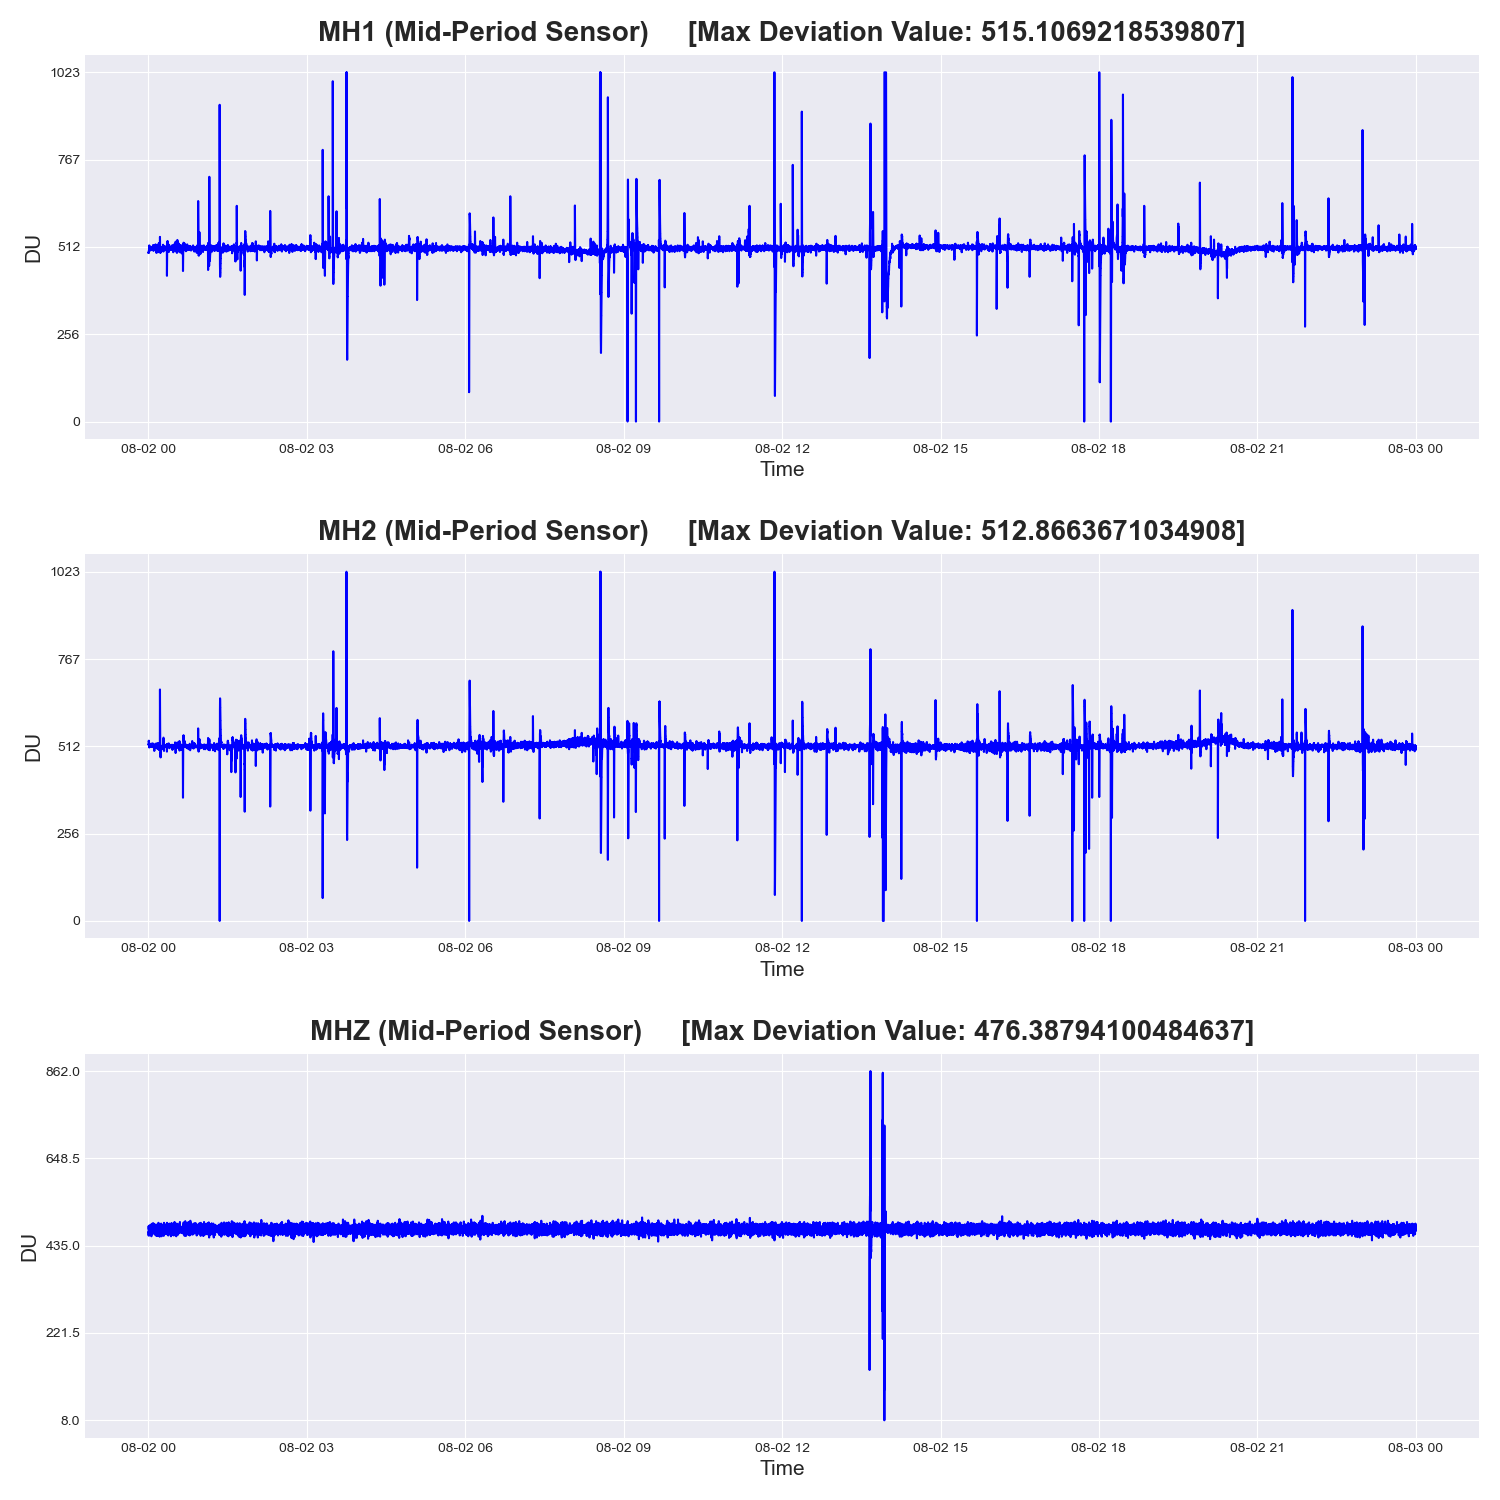 MH1 (Mid-Period Sensor) [Max Deviation Value: 515.1069218539807]
1023
767
512
256
0
DU
08-02 00 08-02 03 08-02 06 08-02 09 08-02 12 08-02 15 08-02 18 08-02 21 08-03 00
Time
MH2 (Mid-Period Sensor) [Max Deviation Value: 512.8663671034908]
1023
767
512
256
0
DU
08-02 00 08-02 03 08-02 06 08-02 09 08-02 12 08-02 15 08-02 18 08-02 21 08-03 00
Time
MHZ (Mid-Period Sensor) [Max Deviation Value: 476.38794100484637]
862.0
648.5
435.0
221.5
8.0
DU
08-02 00 08-02 03 08-02 06 08-02 09 08-02 12 08-02 15 08-02 18 08-02 21 08-03 00
Time